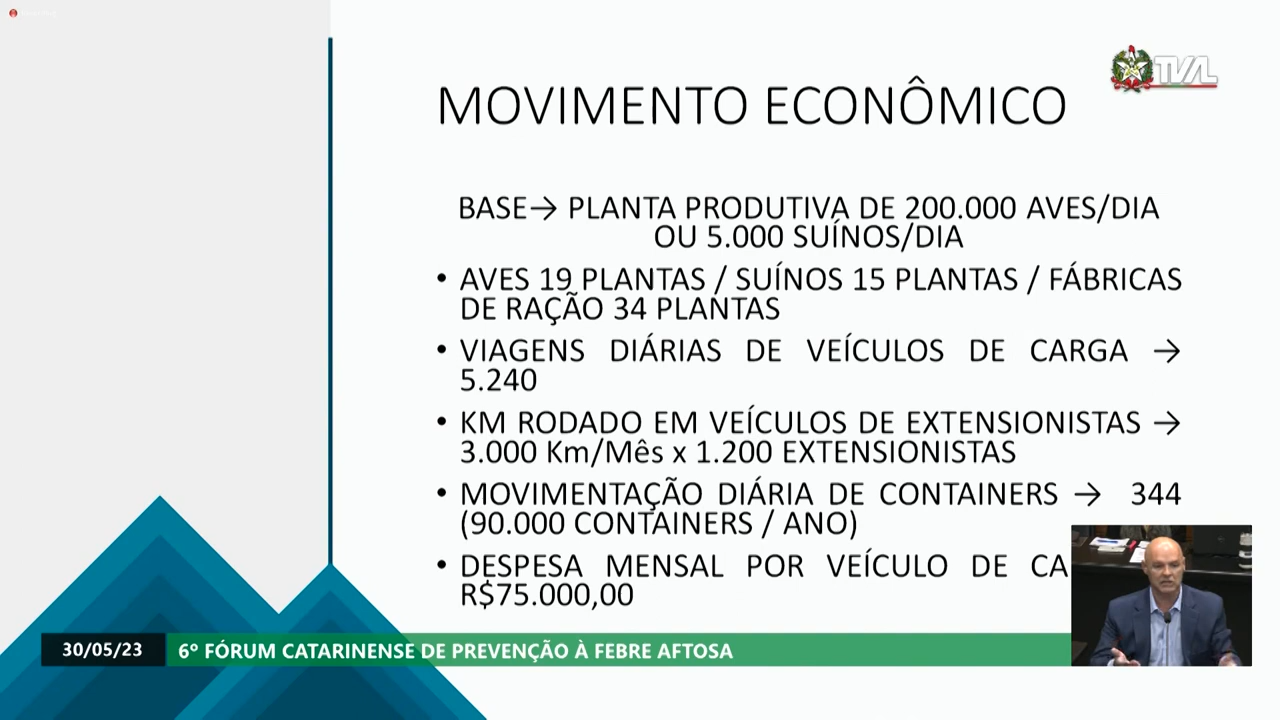 TVAL
MOVIMENTO ECONÔMICO
BASE→ PLANTA PRODUTIVA DE 200.000 AVES/DIA
OU 5.000 SUÍNOS/DIA
• AVES 19 PLANTAS / SUÍNOS 15 PLANTAS / FÁBRICAS
DE RAÇÃO 34 PLANTAS
• VIAGENS DIÁRIAS DE VEÍCULOS DE CARGA →
5.240
• KM RODADO EM VEÍCULOS DE EXTENSIONISTAS →
3.000 Km/Mês x 1.200 EXTENSIONISTAS
• MOVIMENTAÇÃO DIÁRIA DE CONTAINERS → 344
(90.000 CONTAINERS / ANO)
• DESPESA MENSAL POR VEÍCULO DE CA
R$75.000,00
30/05/23 6º FÓRUM CATARINENSE DE PREVENÇÃO À FEBRE AFTOSA